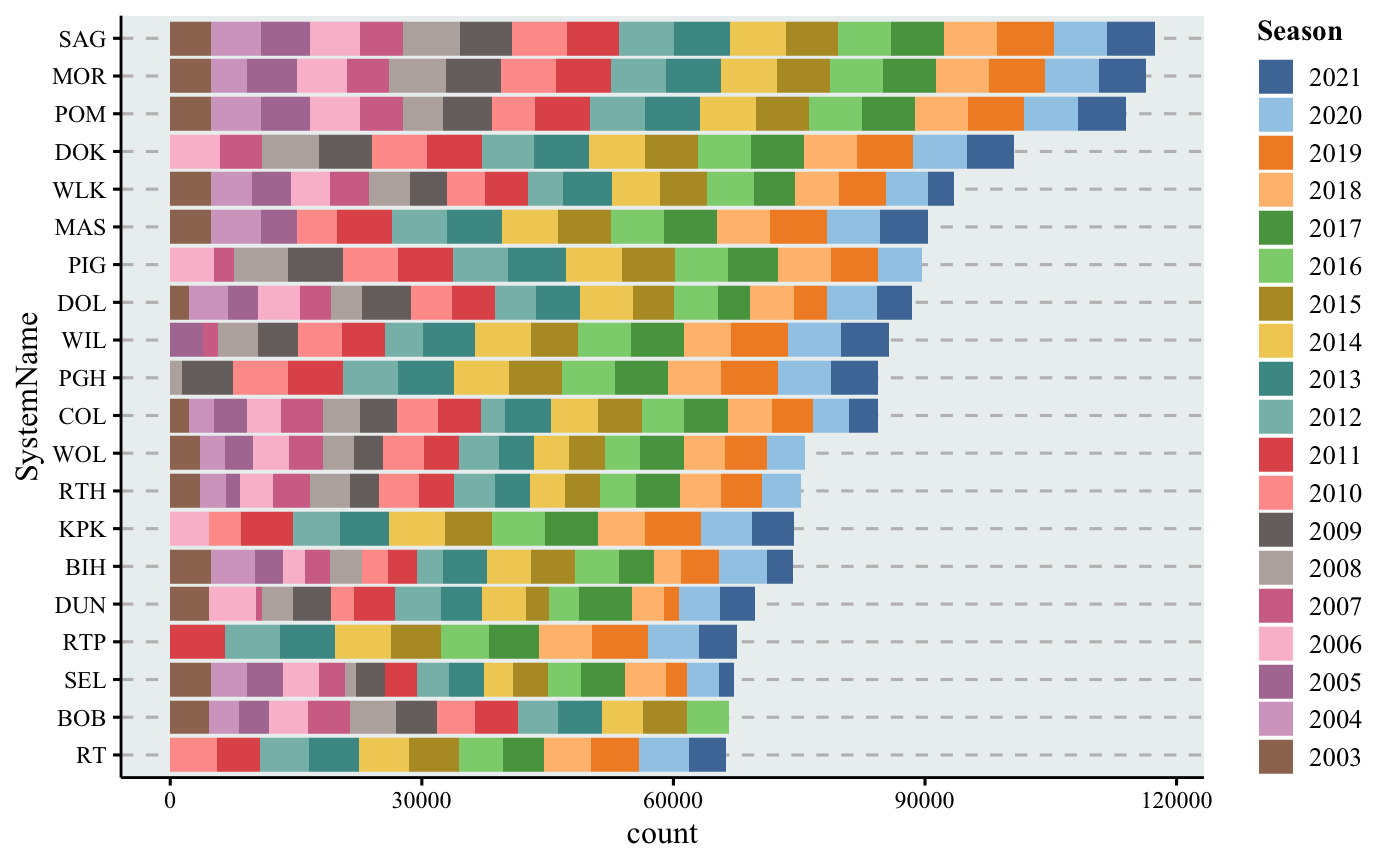 SystemName
SAG
MOR
POM
DOK
WLK
MAS
PIG
DOL
WIL
PGH
COL
WOL
RTH
KPK
BIH
DUN
RTP
SEL
BOB
RT
0 30000 60000 90000 120000
count
Season
2021
2020
2019
2018
2017
2016
2015
2014
2013
2012
2011
2010
2009
2008
2007
2006
2005
2004
2003